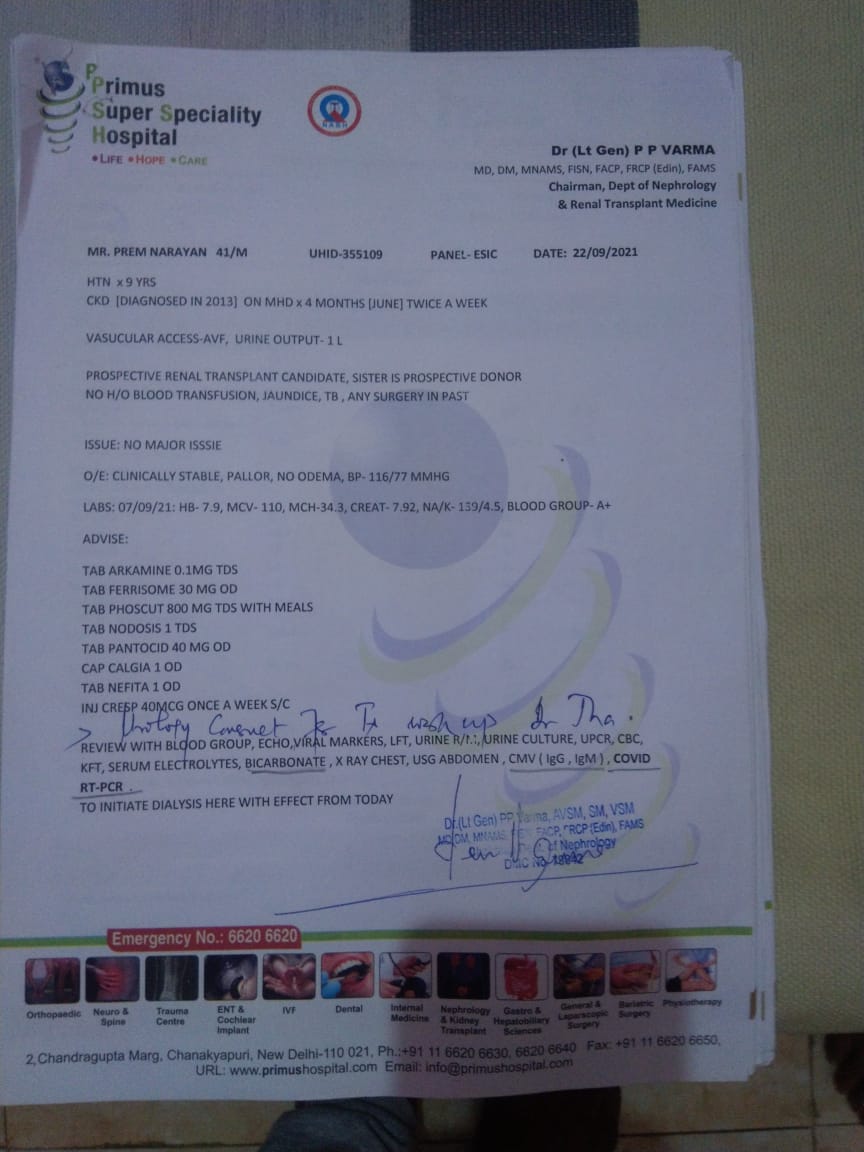 Primus
Super Speciality
Hospital
• LIFE • HOPE • CARE
NABH
Dr (Lt Gen) P P VARMA
MD, DM, MNAMS, FISN, FACP, FRCP (Edin), FAMS
Chairman, Dept of Nephrology
& Renal Transplant Medicine
MR. PREM NARAYAN 41/M UHID-355109 PANEL- ESIC DATE: 22/09/2021
HTN x 9 YRS
CKD [DIAGNOSED IN 2013] ON MHD x 4 MONTHS [JUNE] TWICE A WEEK
VASUCULAR ACCESS-AVF, URINE OUTPUT- 1 L
PROSPECTIVE RENAL TRANSPLANT CANDIDATE, SISTER IS PROSPECTIVE DONOR
NO H/O BLOOD TRANSFUSION, JAUNDICE, TB , ANY SURGERY IN PAST
ISSUE: NO MAJOR ISSSIE
O/E: CLINICALLY STABLE, PALLOR, NO ODEMA, BP- 116/77 MMHG
LABS: 07/09/21: HB- 7.9, MCV- 110, MCH-34.3, CREAT- 7.92, NA/K- 139/4.5, BLOOD GROUP- A+
ADVISE:
TAB ARKAMINE 0.1MG TDS
TAB FERRISOME 30 MG OD
TAB PHOSCUT 800 MG TDS WITH MEALS
TAB NODOSIS 1 TDS
TAB PANTOCID 40 MG OD
CAP CALGIA 1 OD
TAB NEFITA 1 OD
INJ CRESP 40MCG ONCE A WEEK S/C
> Urology for Tx work up Dr
REVIEW WITH BLOOD GROUP, ECHO,VIRAL MARKERS, LFT, URINE R/M, URINE CULTURE, UPCR, CBC,
KFT, SERUM ELECTROLYTES, BICARBONATE , X RAY CHEST, USG ABDOMEN , CMV ( IgG , IgM ) , COVID
RT-PCR .
TO INITIATE DIALYSIS HERE WITH EFFECT FROM TODAY
Dr.(Lt Gen) PP Varma, AVSM, SM, VSM
MD, DM, MNAMS, FACP, FRCP(Edin), FAMS
Dept. of Nephrology
DMC No.
Emergency No.: 6620 6620
Orthopaedic
Neuro & Spine
Trauma Centre
ENT & Cochlear Implant
IVF
Dental
Internal Medicine
Nephrology & Kidney Transplant
Gastro & Hepatobiliary Sciences
General & Laparscopic Surgery
Bariatric Surgery
Physiotherapy
2, Chandragupta Marg, Chanakyapuri, New Delhi-110 021, Ph.:+91 11 6620 6630, 6620 6640 Fax: +91 11 6620 6650,
URL: www.primushospital.com Email: info@primushospital.com